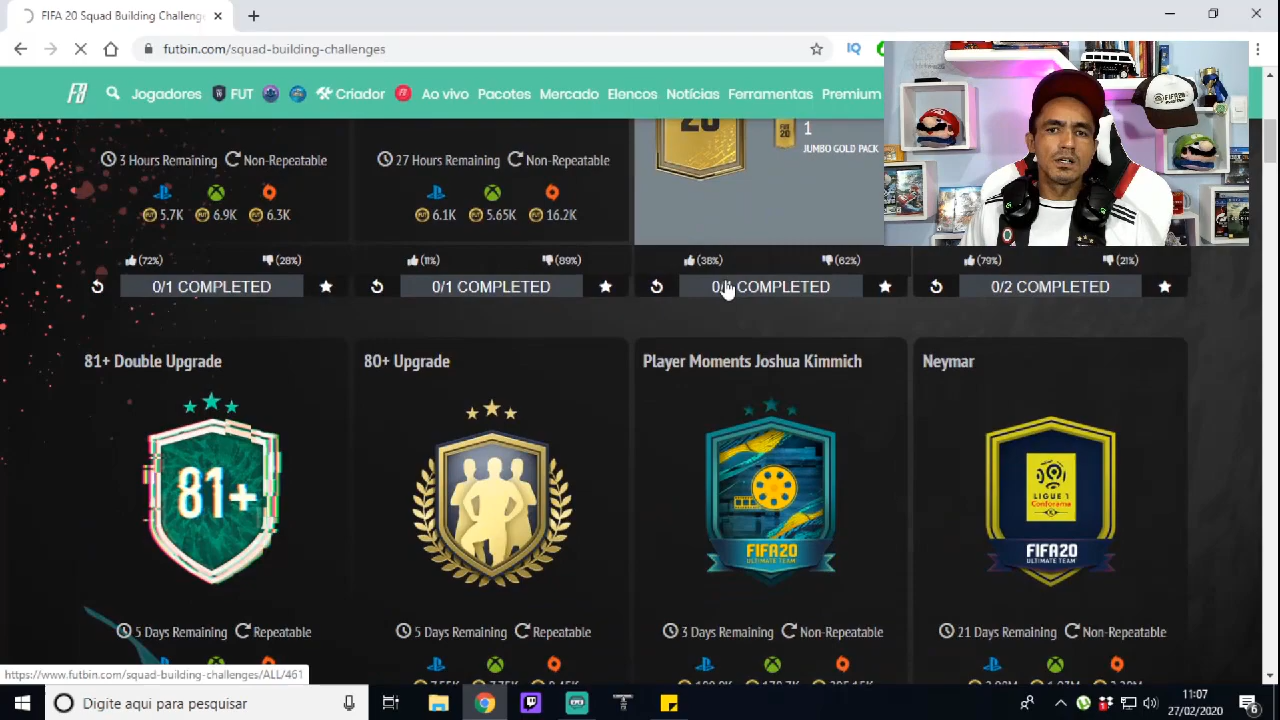 FIFA 20 Squad Building Challeng
futbin.com/squad-building-challenges
IQ
Jogadores FUT Criador Ao vivo Pacotes Mercado Elencos Notícias Ferramentas Premium
20
1
JUMBO GOLD PACK
3 Hours Remaining Non-Repeatable
27 Hours Remaining Non-Repeatable
5.7K 6.9K 6.3K
6.1K 5.65K 16.2K
(72%) (28%)
(11%) (89%)
(38%) (62%)
(79%) (21%)
0/1 COMPLETED
0/1 COMPLETED
COMPLETED
0/2 COMPLETED
81+ Double Upgrade
80+ Upgrade
Player Moments Joshua Kimmich
Neymar
81+
FIFA20
ULTIMATE TEAM
LIGUE 1
Conforama
FIFA20
ULTIMATE TEAM
5 Days Remaining Repeatable
5 Days Remaining Repeatable
3 Days Remaining Non-Repeatable
21 Days Remaining Non-Repeatable
https://www.futbin.com/squad-building-challenges/ALL/461
Digite aqui para pesquisar
11:07
27/02/2020
6